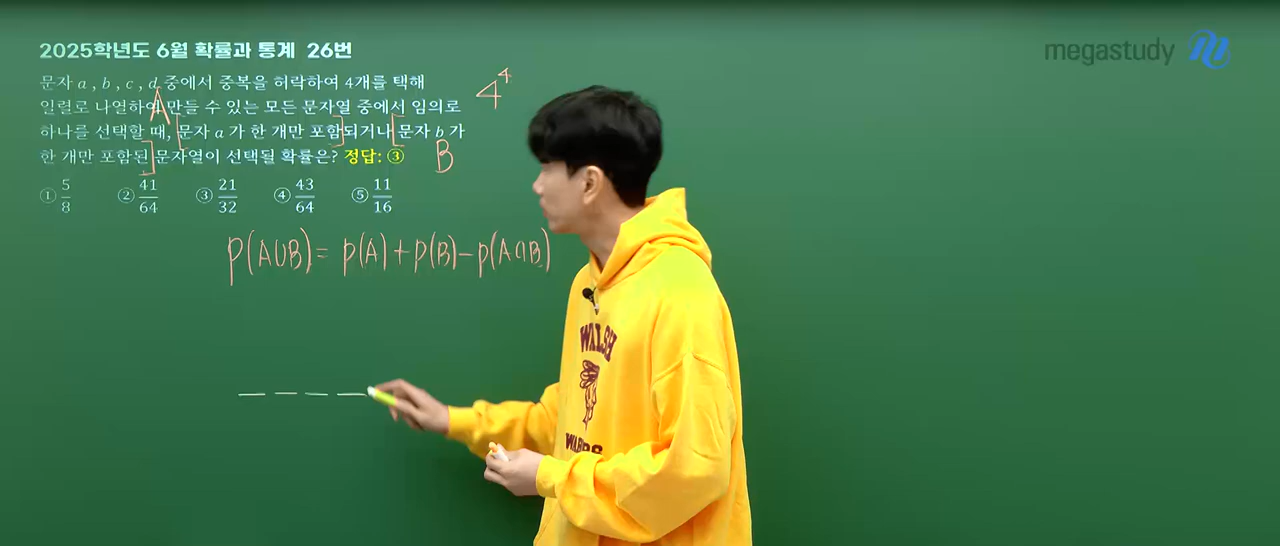 2025학년도 6월 확률과 통계 26번
megastudy
문자 a, b, c, d 중에서 중복을 허락하여 4개를 택해
4⁴
일렬로 나열하여 만들 수 있는 모든 문자열 중에서 임의로
A
하나를 선택할 때, [문자 a가 한 개만 포함]되거나 [문자 b가
한 개만 포함된] 문자열이 선택될 확률은? 정답: ③
B
① 5/8 ② 41/64 ③ 21/32 ④ 43/64 ⑤ 11/16
P(A∪B) = P(A) + P(B) − P(A∩B)
WALSH